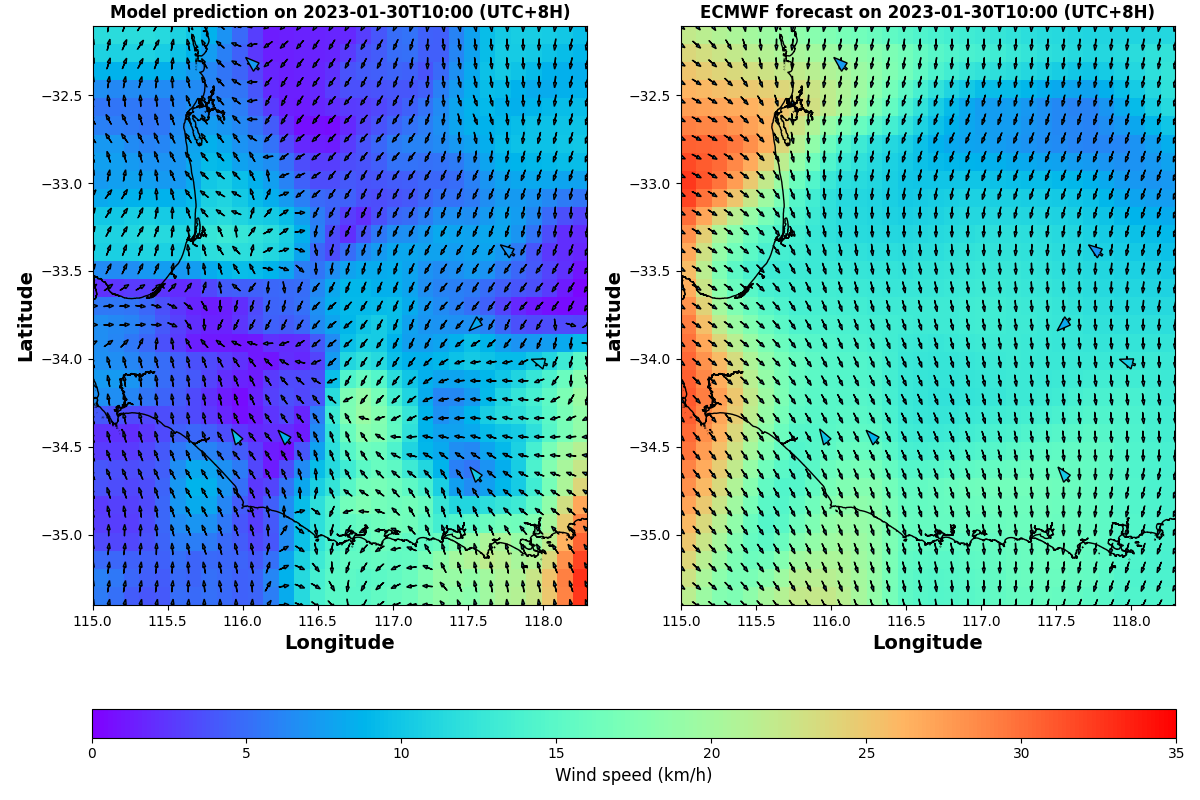 Model prediction on 2023-01-30T10:00 (UTC+8H)
ECMWF forecast on 2023-01-30T10:00 (UTC+8H)
Latitude
−32.5
−33.0
−33.5
−34.0
−34.5
−35.0
115.0 115.5 116.0 116.5 117.0 117.5 118.0
Longitude
Latitude
−32.5
−33.0
−33.5
−34.0
−34.5
−35.0
115.0 115.5 116.0 116.5 117.0 117.5 118.0
Longitude
0 5 10 15 20 25 30 35
Wind speed (km/h)